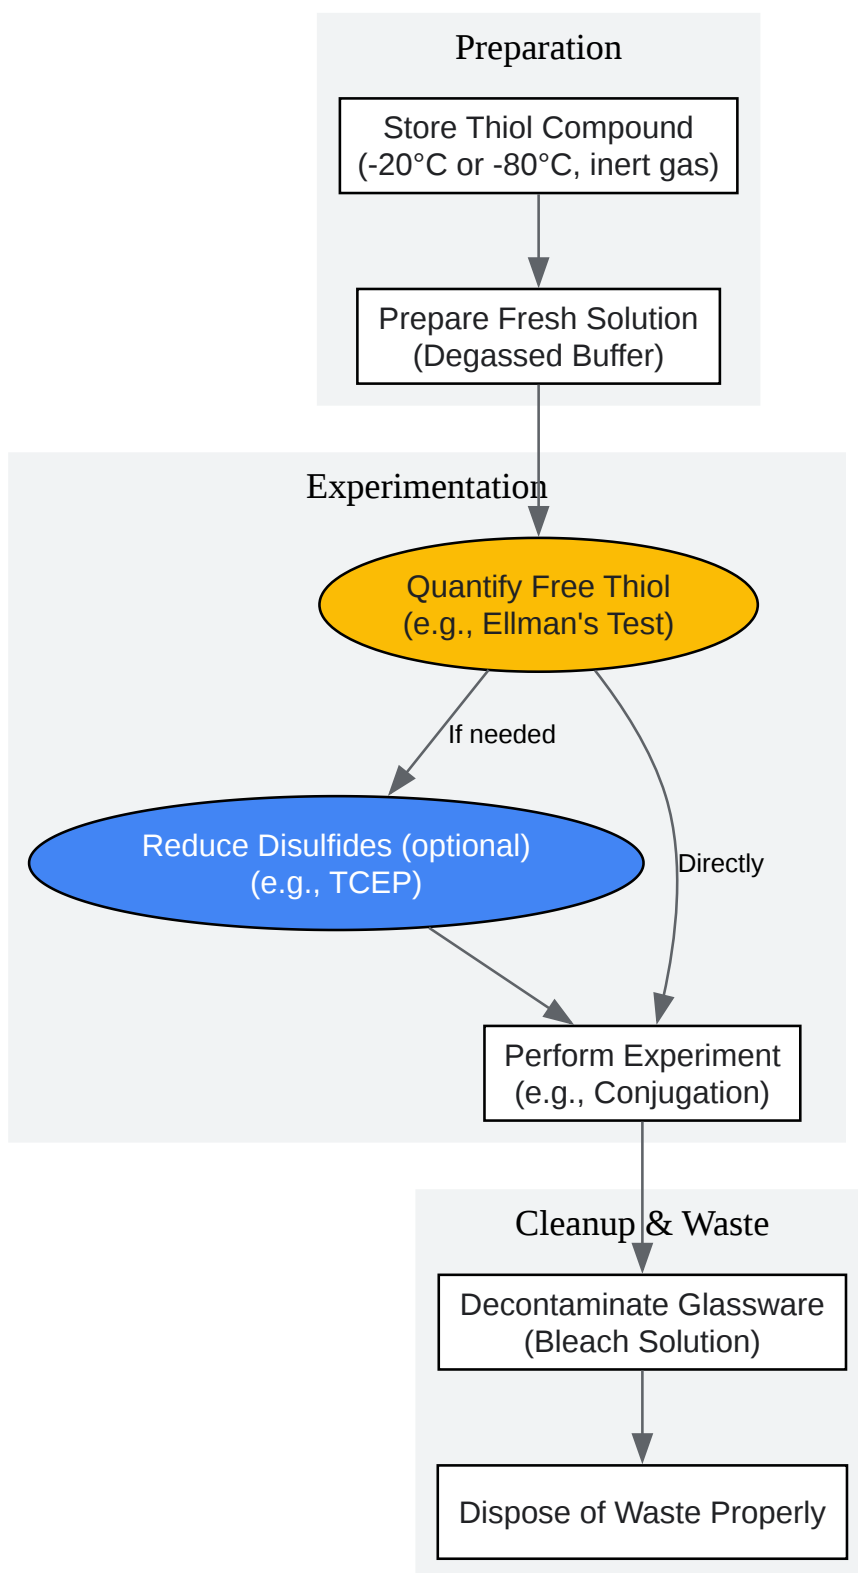 Preparation
Store Thiol Compound
(-20°C or -80°C, inert gas)
Prepare Fresh Solution
(Degassed Buffer)
Experimentation
Quantify Free Thiol
(e.g., Ellman's Test)
If needed
Reduce Disulfides (optional)
(e.g., TCEP)
Directly
Perform Experiment
(e.g., Conjugation)
Cleanup & Waste
Decontaminate Glassware
(Bleach Solution)
Dispose of Waste Properly